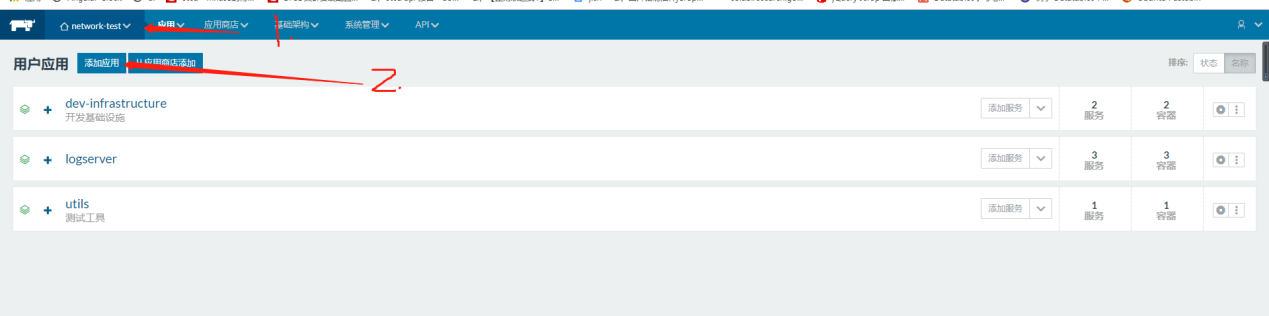 network-test 应用 应用商店 基础架构 系统管理 API
1.
用户应用 添加应用 从应用商店添加 排序: 状态 名称
2.
dev-infrastructure 添加服务 2 2
开发基础设施 服务 容器
logserver 添加服务 3 3
服务 容器
utils 添加服务 1 1
测试工具 服务 容器